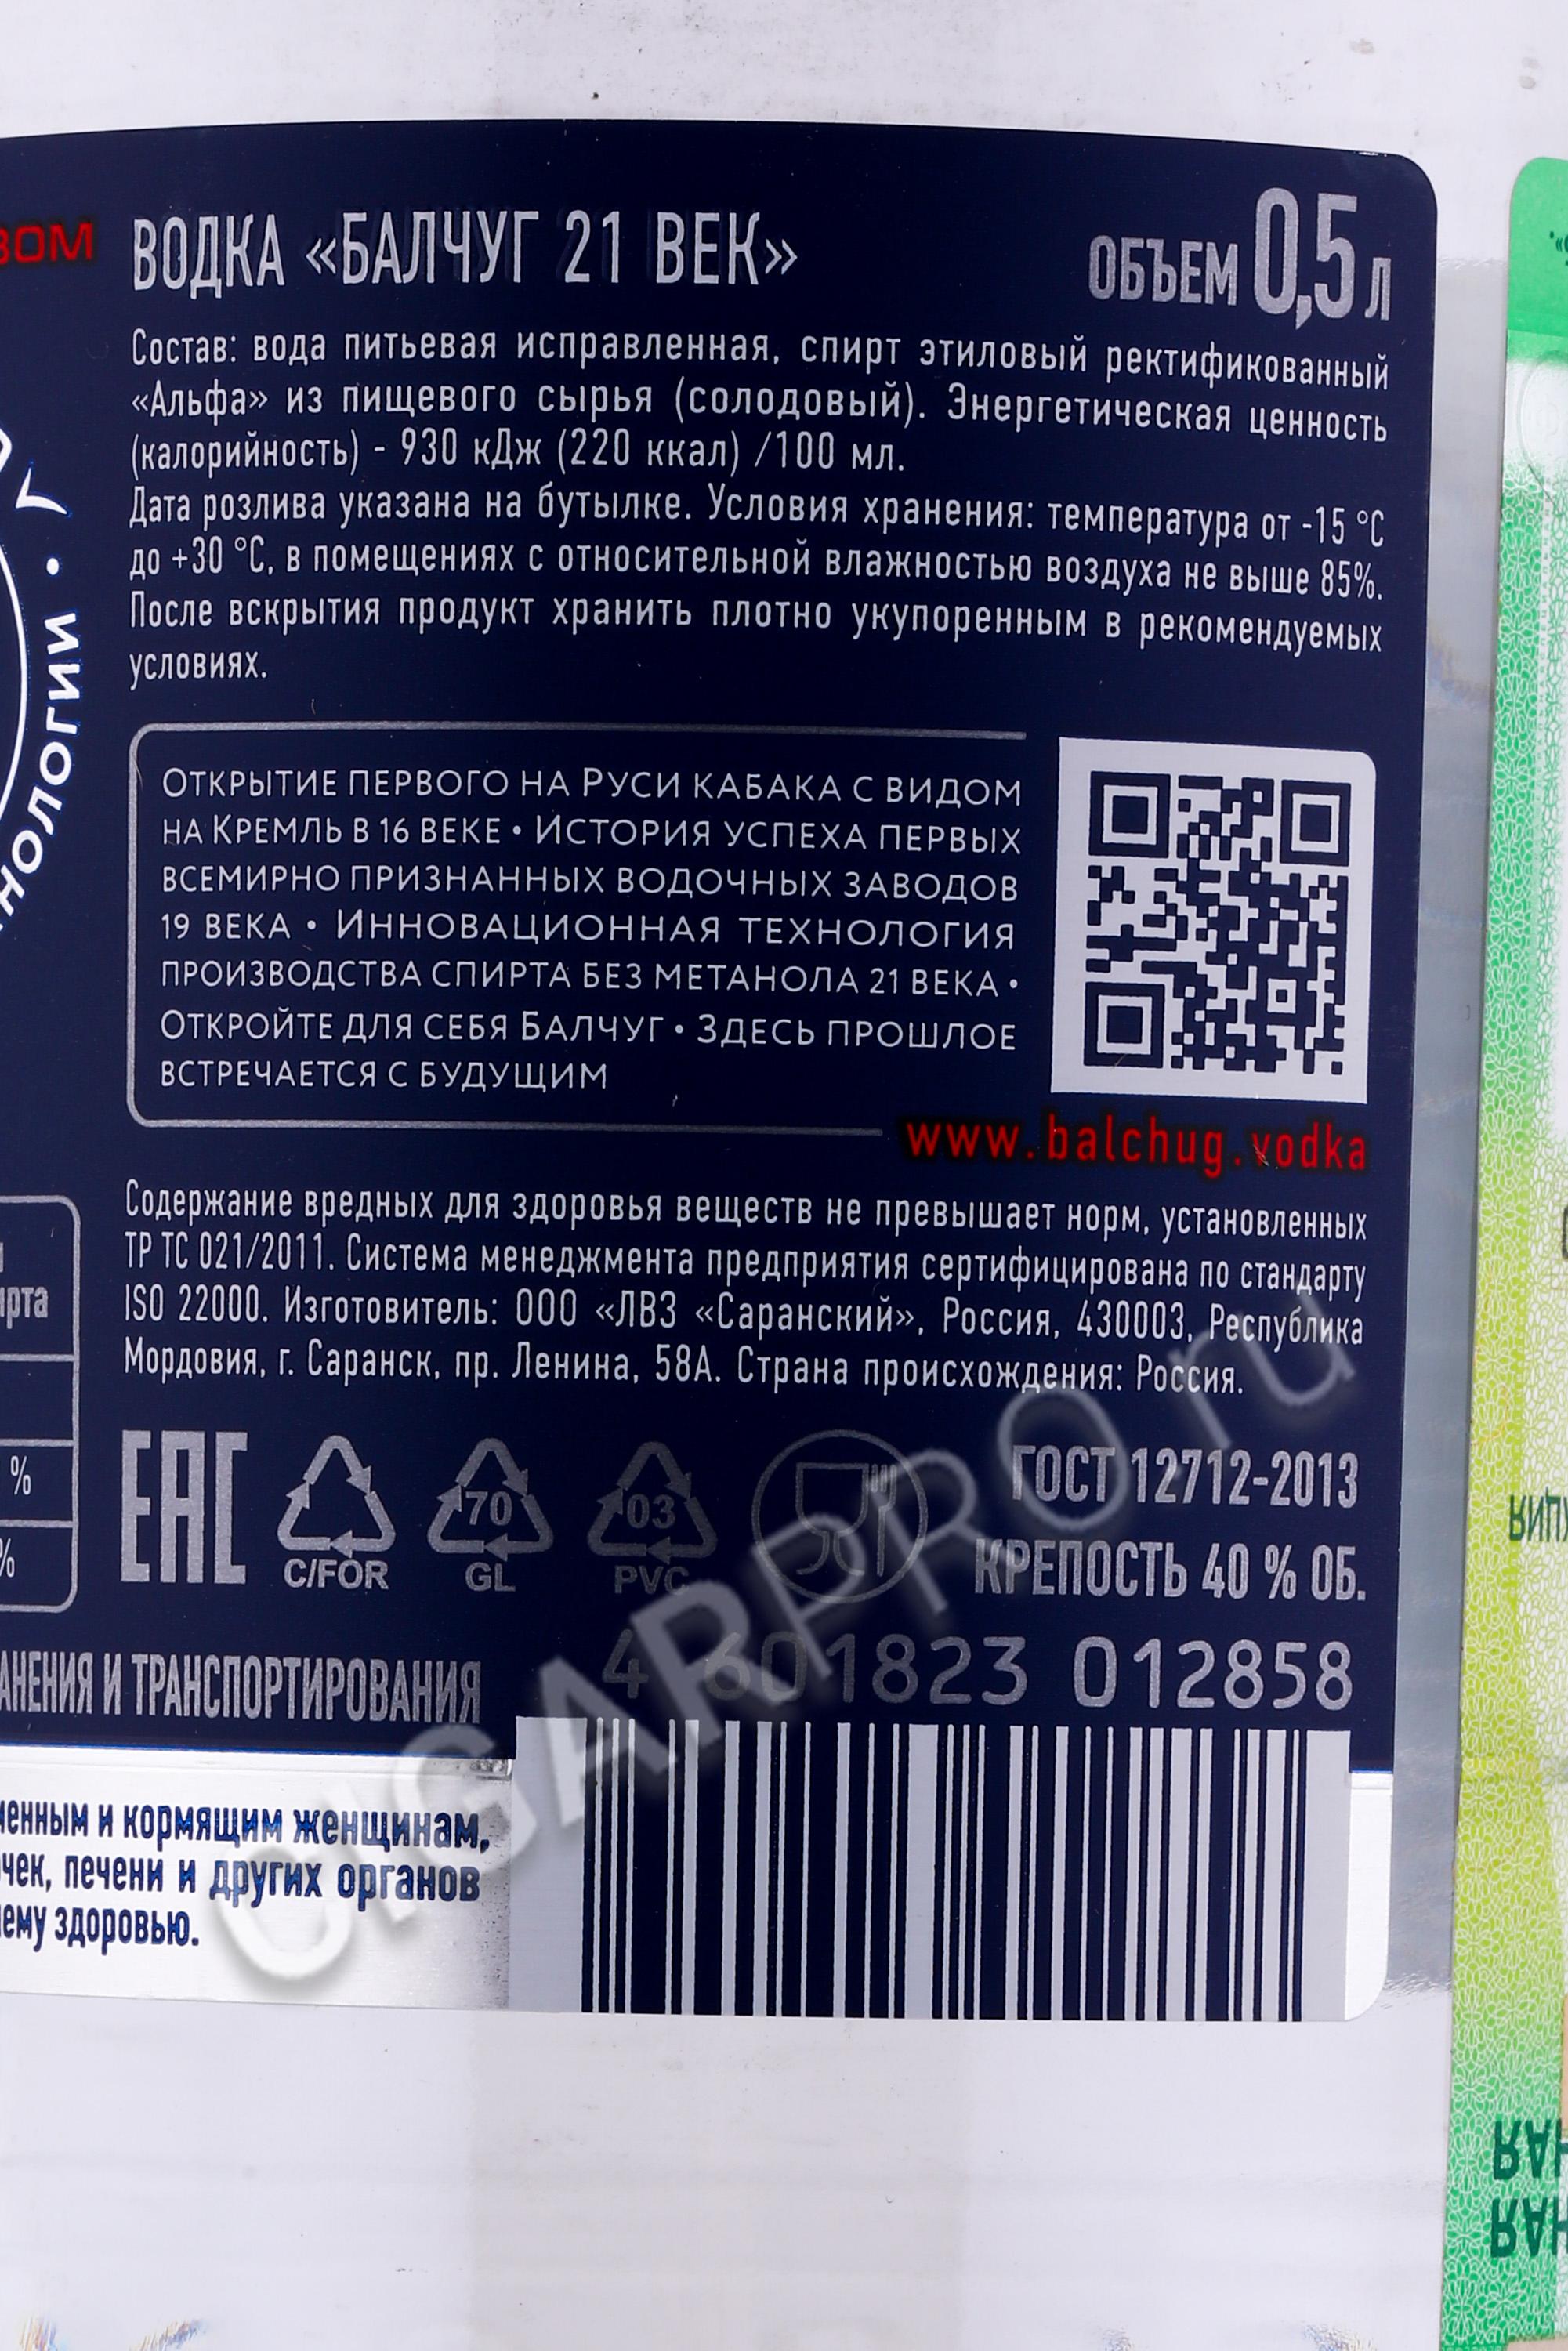 ВОДКА «БАЛЧУГ 21 ВЕК»
ОБЪЕМ 0,5 л
Состав: вода питьевая исправленная, спирт этиловый ректификованный
«Альфа» из пищевого сырья (солодовый). Энергетическая ценность
(калорийность) - 930 кДж (220 ккал) /100 мл.
Дата розлива указана на бутылке. Условия хранения: температура от -15 °С
до +30 °С, в помещениях с относительной влажностью воздуха не выше 85%.
После вскрытия продукт хранить плотно укупоренным в рекомендуемых
условиях.
ОТКРЫТИЕ ПЕРВОГО НА РУСИ КАБАКА С ВИДОМ
НА КРЕМЛЬ В 16 ВЕКЕ • ИСТОРИЯ УСПЕХА ПЕРВЫХ
ВСЕМИРНО ПРИЗНАННЫХ ВОДОЧНЫХ ЗАВОДОВ
19 ВЕКА • ИННОВАЦИОННАЯ ТЕХНОЛОГИЯ
ПРОИЗВОДСТВА СПИРТА БЕЗ МЕТАНОЛА 21 ВЕКА •
ОТКРОЙТЕ ДЛЯ СЕБЯ БАЛЧУГ • ЗДЕСЬ ПРОШЛОЕ
ВСТРЕЧАЕТСЯ С БУДУЩИМ
www.balchug.vodka
Содержание вредных для здоровья веществ не превышает норм, установленных
ТР ТС 021/2011. Система менеджмента предприятия сертифицирована по стандарту
ISO 22000. Изготовитель: ООО «ЛВЗ «Саранский», Россия, 430003, Республика
Мордовия, г. Саранск, пр. Ленина, 58А. Страна происхождения: Россия.
EAC
C/FOR
70
GL
03
PVC
ГОСТ 12712-2013
КРЕПОСТЬ 40 % ОБ.
%
%
И ТРАНСПОРТИРОВАНИЯ
4 601823 012858
и кормящим женщинам,
печени и других органов
здоровью.
CIGARPRO.ru